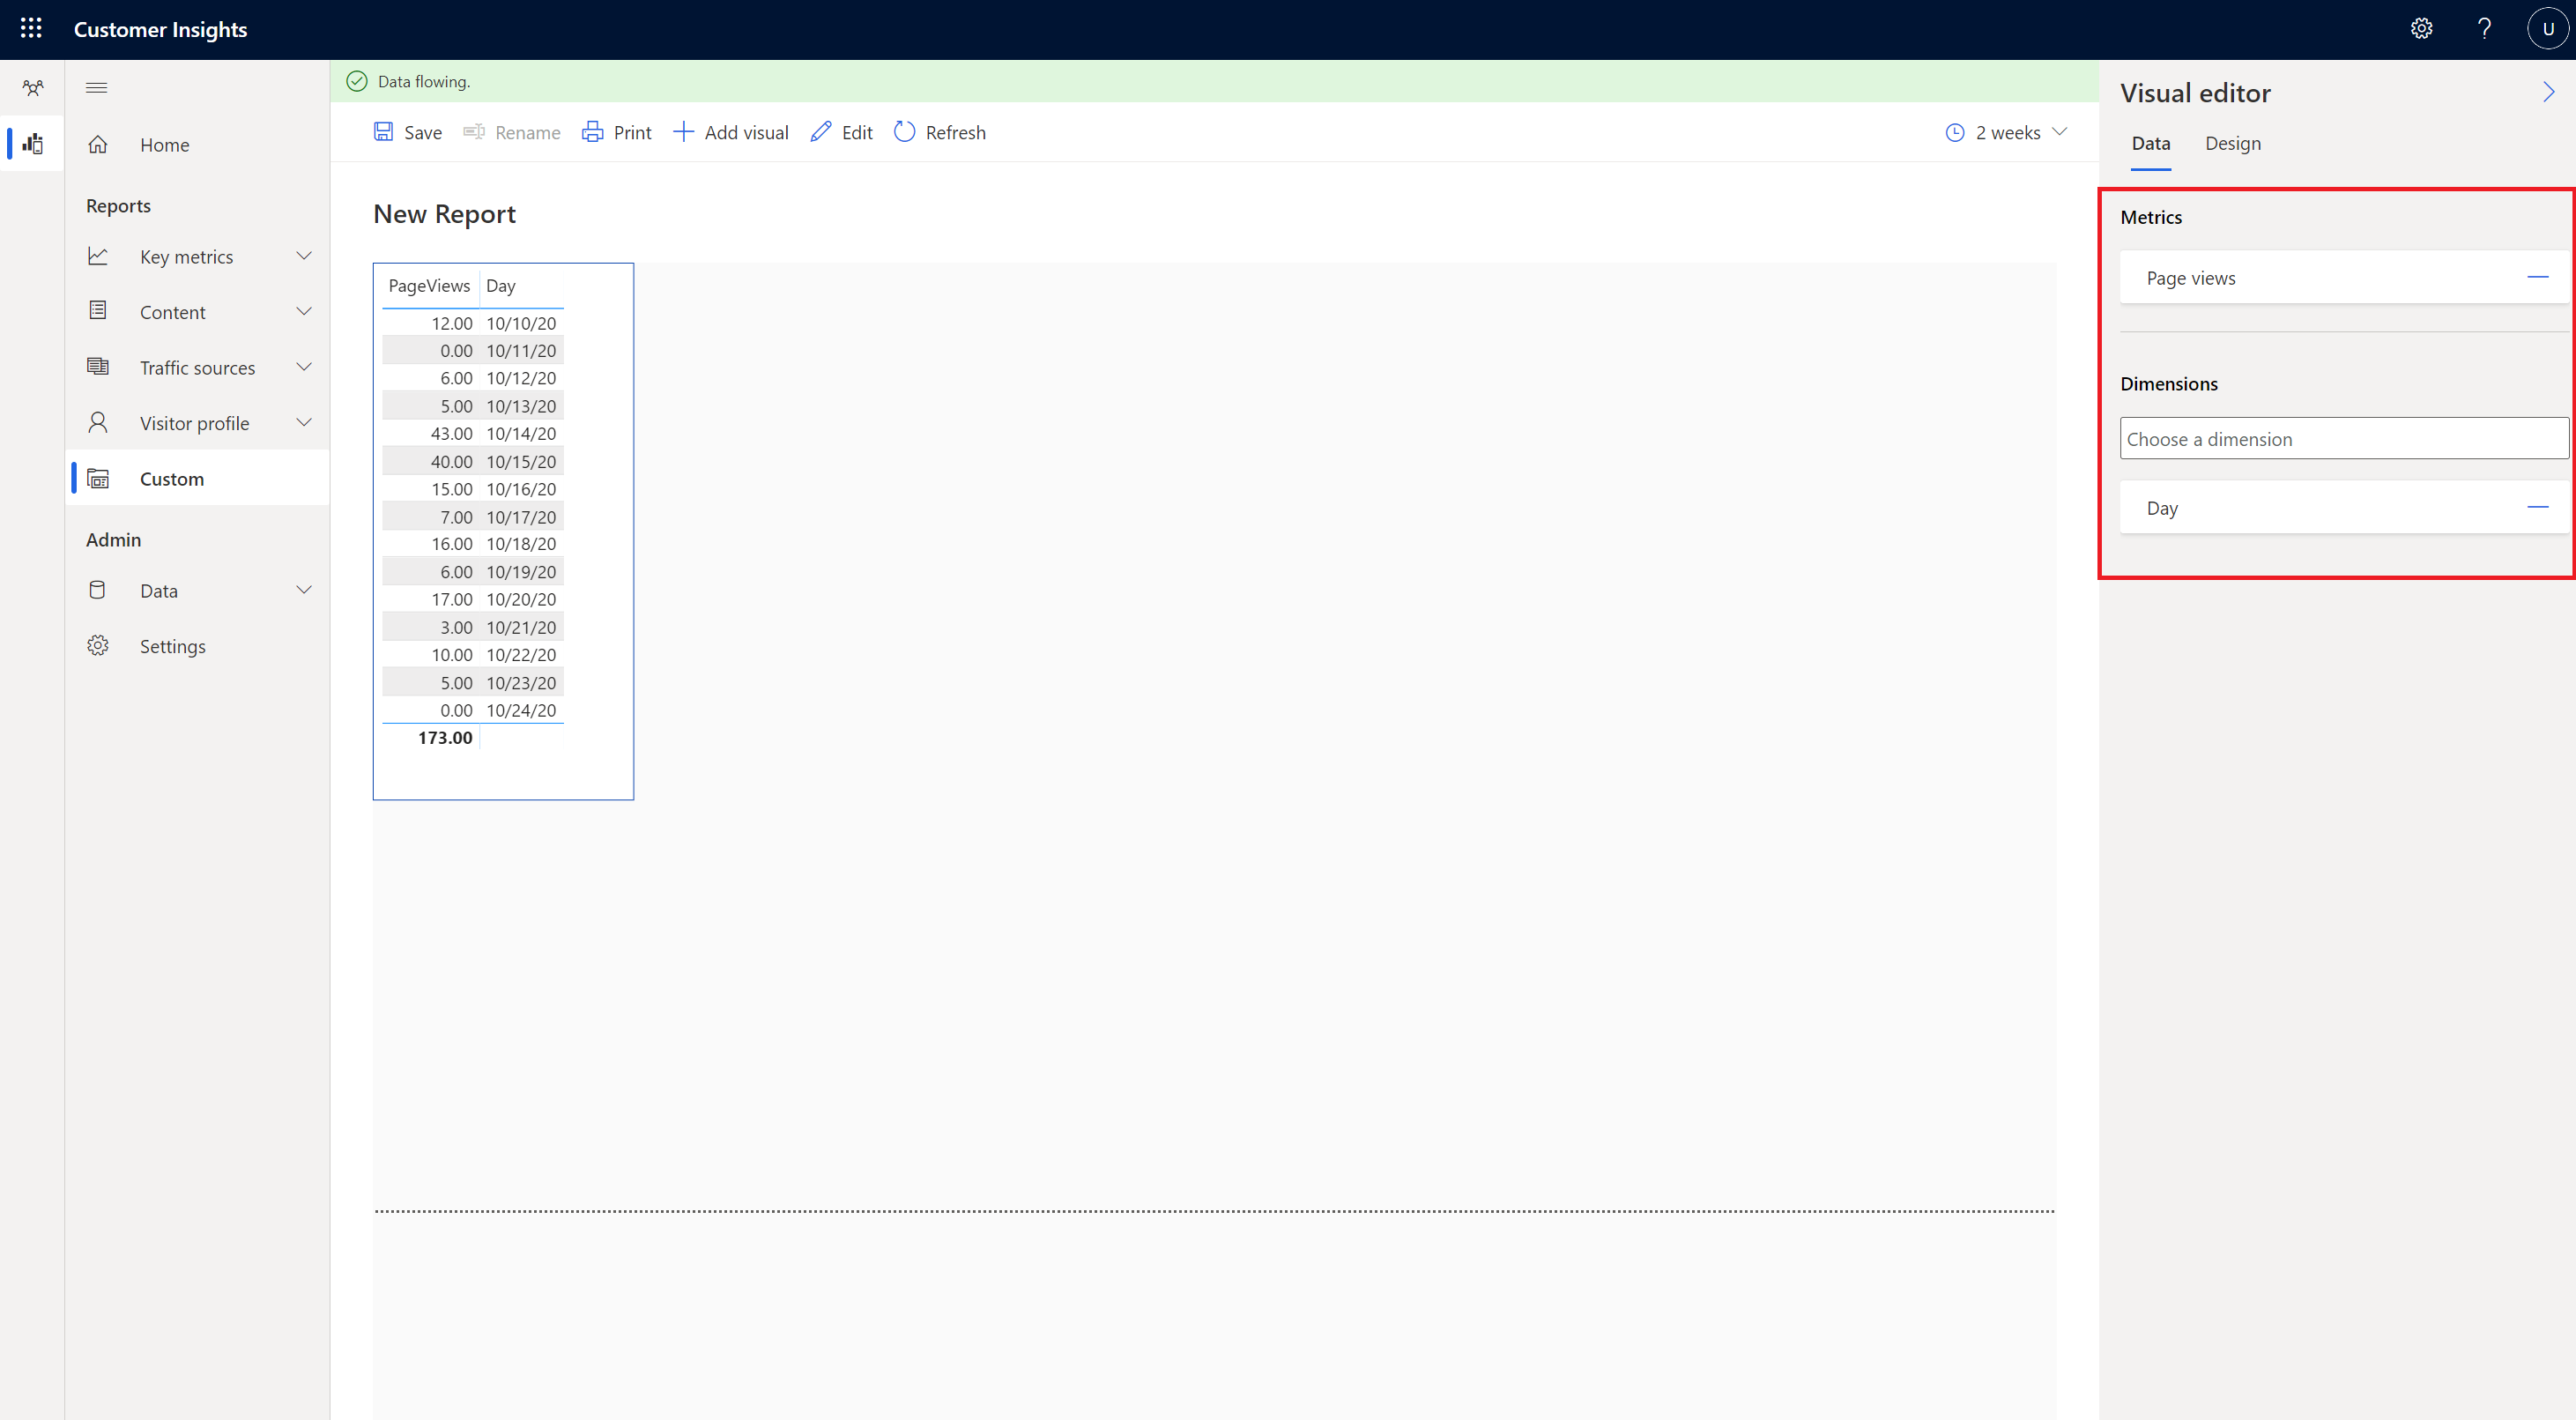 Customer Insights
U
Home
Reports
Key metrics
Content
Traffic sources
Visitor profile
Custom
Admin
Data
Settings
Data flowing.
Save Rename Print Add visual Edit Refresh 2 weeks
New Report
PageViews Day
12.00 10/10/20
0.00 10/11/20
6.00 10/12/20
5.00 10/13/20
43.00 10/14/20
40.00 10/15/20
15.00 10/16/20
7.00 10/17/20
16.00 10/18/20
6.00 10/19/20
17.00 10/20/20
3.00 10/21/20
10.00 10/22/20
5.00 10/23/20
0.00 10/24/20
173.00
Visual editor
Data Design
Metrics
Page views
Dimensions
Choose a dimension
Day